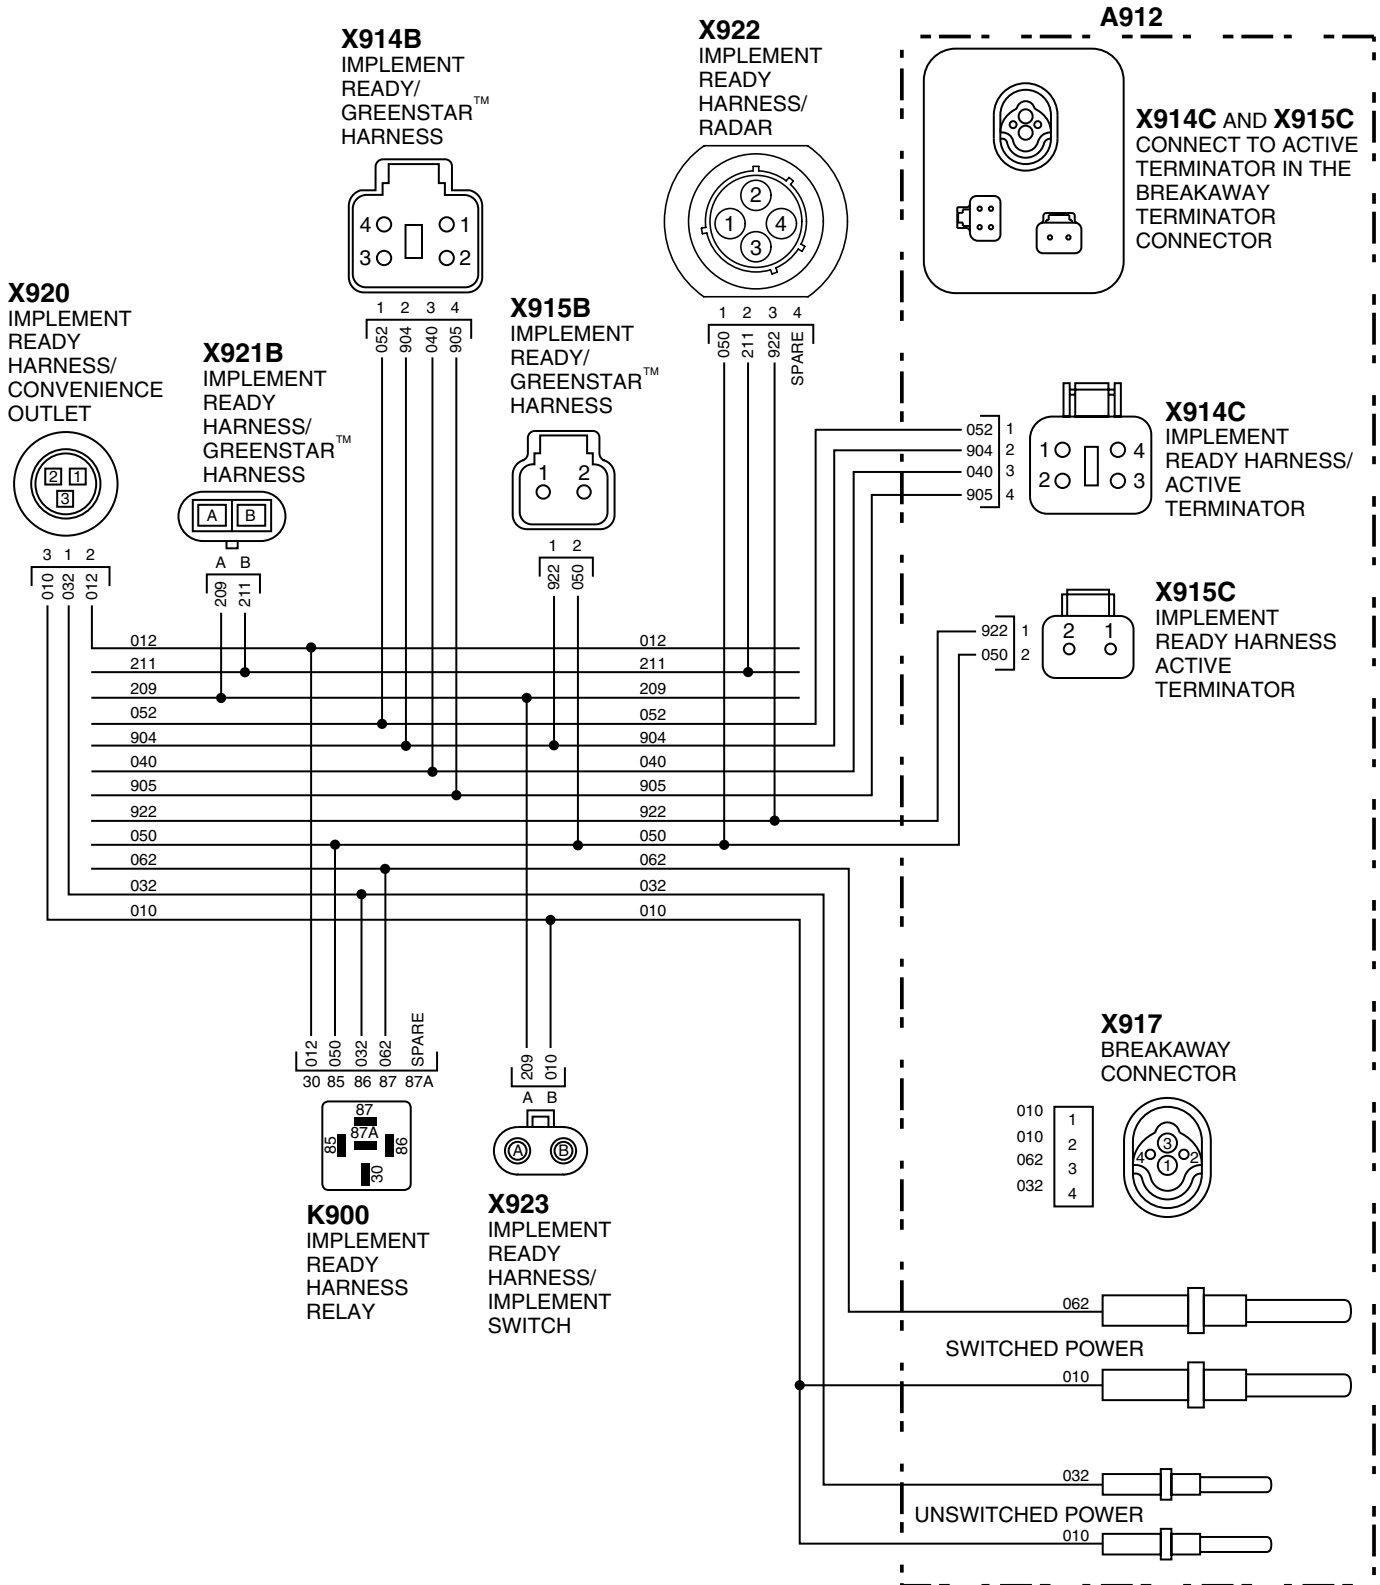 A912
X914B
IMPLEMENT
READY/
GREENSTAR™
HARNESS
4 1
3 2
1 2 3 4
052 904 040 905
X922
IMPLEMENT
READY
HARNESS/
RADAR
2
1 4
3
1 2 3 4
050 211 922 SPARE
X914C AND X915C
CONNECT TO ACTIVE
TERMINATOR IN THE
BREAKAWAY
TERMINATOR
CONNECTOR
X920
IMPLEMENT
READY
HARNESS/
CONVENIENCE
OUTLET
2 1
3
3 1 2
010 032 012
X921B
IMPLEMENT
READY
HARNESS/
GREENSTAR™
HARNESS
A B
A B
209 211
X915B
IMPLEMENT
READY/
GREENSTAR™
HARNESS
1 2
1 2
922 050
052 1
904 2
040 3
905 4
1 4
2 3
X914C
IMPLEMENT
READY HARNESS/
ACTIVE
TERMINATOR
922 1
050 2
2 1
X915C
IMPLEMENT
READY HARNESS
ACTIVE
TERMINATOR
012 012
211 211
209 209
052 052
904 904
040 040
905 905
922 922
050 050
062 062
032 032
010 010
012 050 032 062 SPARE
30 85 86 87 87A
87
87A
85 86
30
K900
IMPLEMENT
READY
HARNESS
RELAY
209 010
A B
A B
X923
IMPLEMENT
READY
HARNESS/
IMPLEMENT
SWITCH
X917
BREAKAWAY
CONNECTOR
010 1
010 2
062 3
032 4
3
4 2
1
062
SWITCHED POWER
010
032
UNSWITCHED POWER
010